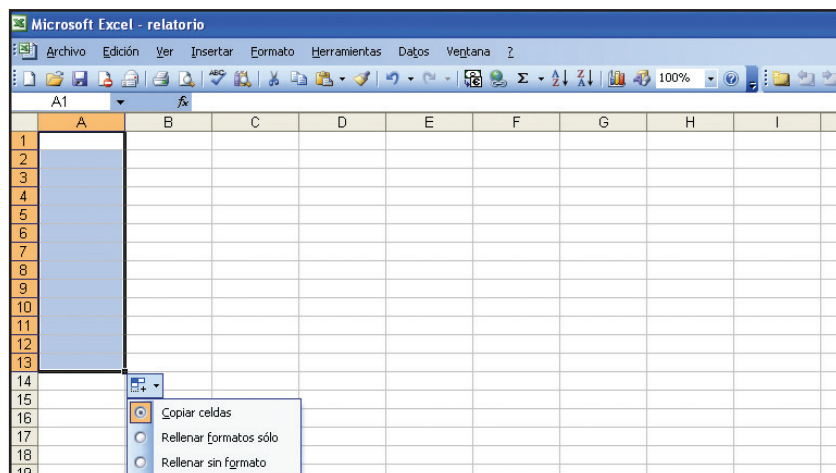 Microsoft Excel - relatorio
Archivo Edición Ver Insertar Formato Herramientas Datos Ventana ?
ABC Σ A Z Z A 100%
A1 fx
A B C D E F G H I
1
2
3
4
5
6
7
8
9
10
11
12
13
14
15
16 Copiar celdas
17 Rellenar formatos sólo
18 Rellenar sin formato
19